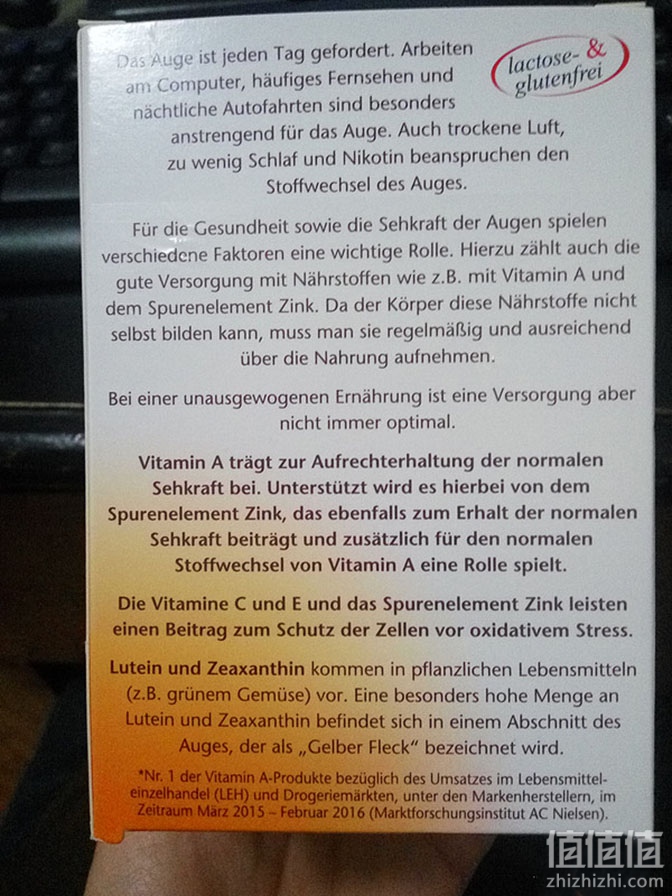 Das Auge ist jeden Tag gefordert. Arbeiten
am Computer, häufiges Fernsehen und
nächtliche Autofahrten sind besonders
anstrengend für das Auge. Auch trockene Luft,
zu wenig Schlaf und Nikotin beanspruchen den
Stoffwechsel des Auges.
lactose- &
glutenfrei
Für die Gesundheit sowie die Sehkraft der Augen spielen
verschiedene Faktoren eine wichtige Rolle. Hierzu zählt auch die
gute Versorgung mit Nährstoffen wie z.B. mit Vitamin A und
dem Spurenelement Zink. Da der Körper diese Nährstoffe nicht
selbst bilden kann, muss man sie regelmäßig und ausreichend
über die Nahrung aufnehmen.
Bei einer unausgewogenen Ernährung ist eine Versorgung aber
nicht immer optimal.
Vitamin A trägt zur Aufrechterhaltung der normalen
Sehkraft bei. Unterstützt wird es hierbei von dem
Spurenelement Zink, das ebenfalls zum Erhalt der normalen
Sehkraft beiträgt und zusätzlich für den normalen
Stoffwechsel von Vitamin A eine Rolle spielt.
Die Vitamine C und E und das Spurenelement Zink leisten
einen Beitrag zum Schutz der Zellen vor oxidativem Stress.
Lutein und Zeaxanthin kommen in pflanzlichen Lebensmitteln
(z.B. grünem Gemüse) vor. Eine besonders hohe Menge an
Lutein und Zeaxanthin befindet sich in einem Abschnitt des
Auges, der als „Gelber Fleck“ bezeichnet wird.
*Nr. 1 der Vitamin A-Produkte bezüglich des Umsatzes im Lebensmittel-
einzelhandel (LEH) und Drogeriemärkten, unter den Markenherstellern, im
Zeitraum März 2015 – Februar 2016 (Marktforschungsinstitut AC Nielsen).
值值值
zhizhizhi.com